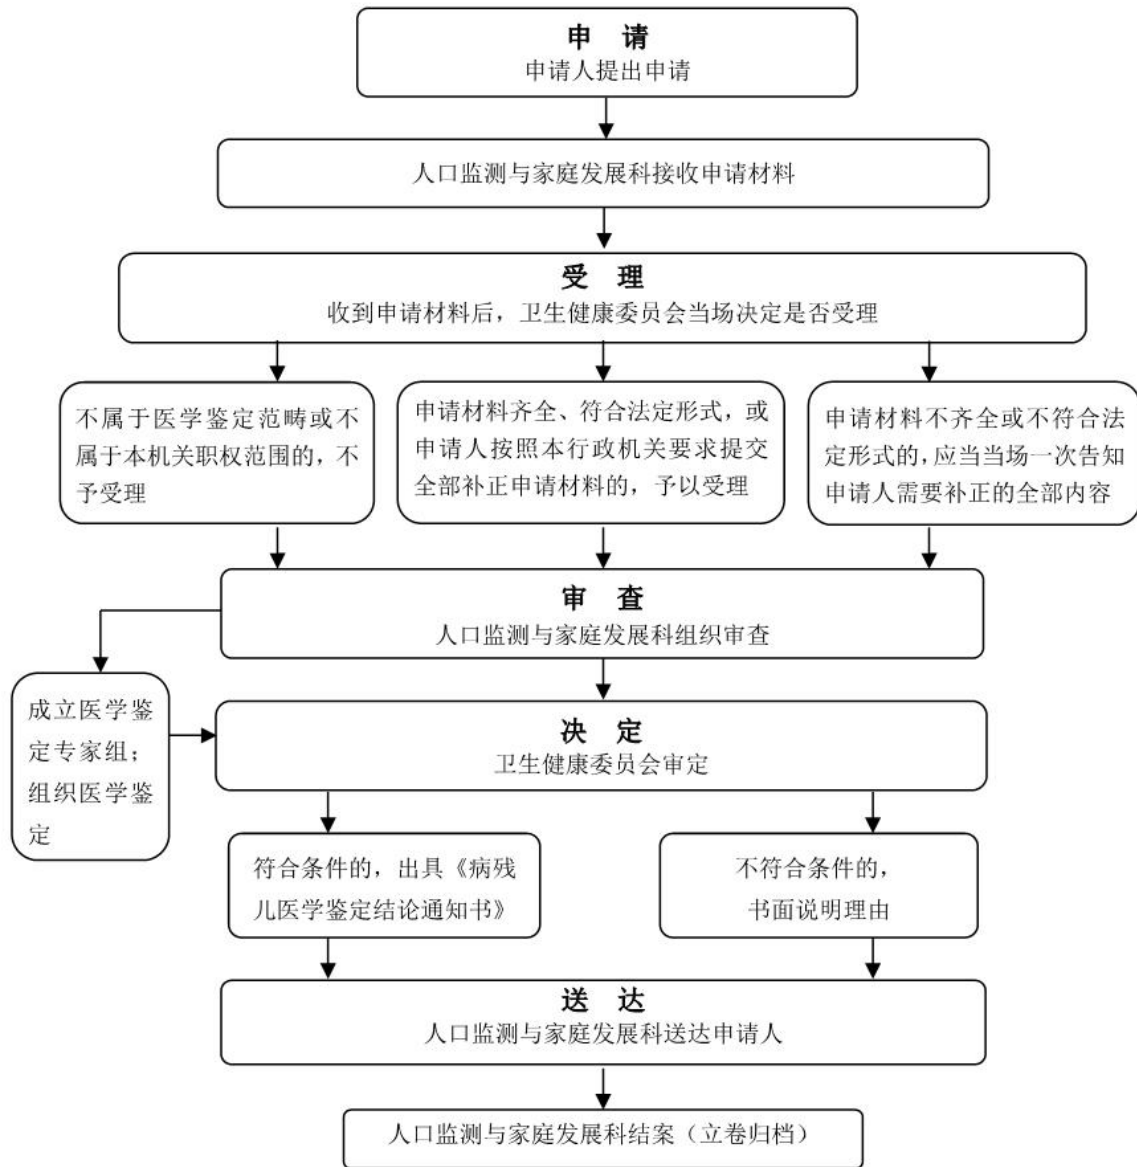 申 请
申请人提出申请
人口监测与家庭发展科接收申请材料
受 理
收到申请材料后，卫生健康委员会当场决定是否受理
不属于医学鉴定范畴或不
属于本机关职权范围的，不
予受理
申请材料齐全、符合法定形式，或
申请人按照本行政机关要求提交
全部补正申请材料的，予以受理
申请材料不齐全或不符合法
定形式的，应当当场一次告知
申请人需要补正的全部内容
审 查
人口监测与家庭发展科组织审查
成立医学鉴
定专家组；
组织医学鉴
定
决 定
卫生健康委员会审定
符合条件的，出具《病残
儿医学鉴定结论通知书》
不符合条件的，
书面说明理由
送 达
人口监测与家庭发展科送达申请人
人口监测与家庭发展科结案（立卷归档）